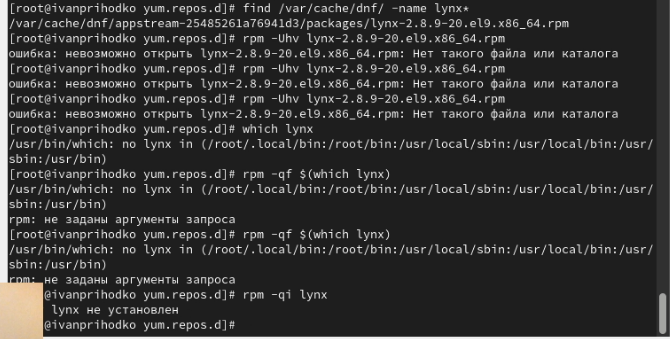 [root@ivanprihodko yum.repos.d]# find /var/cache/dnf/ -name lynx*
/var/cache/dnf/appstream-25485261a76941d3/packages/lynx-2.8.9-20.el9.x86_64.rpm
[root@ivanprihodko yum.repos.d]# rpm -Uhv lynx-2.8.9-20.el9.x86_64.rpm
ошибка: невозможно открыть lynx-2.8.9-20.el9.x86_64.rpm: Нет такого файла или каталога
[root@ivanprihodko yum.repos.d]# rpm -Uhv lynx-2.8.9-20.el9.x86_64.rpm
ошибка: невозможно открыть lynx-2.8.9-20.el9.x86_64.rpm: Нет такого файла или каталога
[root@ivanprihodko yum.repos.d]# rpm -Uhv lynx-2.8.9-20.el9.x86_64.rpm
ошибка: невозможно открыть lynx-2.8.9-20.el9.x86_64.rpm: Нет такого файла или каталога
[root@ivanprihodko yum.repos.d]# which lynx
/usr/bin/which: no lynx in (/root/.local/bin:/root/bin:/usr/local/sbin:/usr/local/bin:/usr/
sbin:/usr/bin)
[root@ivanprihodko yum.repos.d]# rpm -qf $(which lynx)
/usr/bin/which: no lynx in (/root/.local/bin:/root/bin:/usr/local/sbin:/usr/local/bin:/usr/
sbin:/usr/bin)
rpm: не заданы аргументы запроса
[root@ivanprihodko yum.repos.d]# rpm -qf $(which lynx)
/usr/bin/which: no lynx in (/root/.local/bin:/root/bin:/usr/local/sbin:/usr/local/bin:/usr/
sbin:/usr/bin)
rpm: не заданы аргументы запроса
@ivanprihodko yum.repos.d]# rpm -qi lynx
lynx не установлен
@ivanprihodko yum.repos.d]#